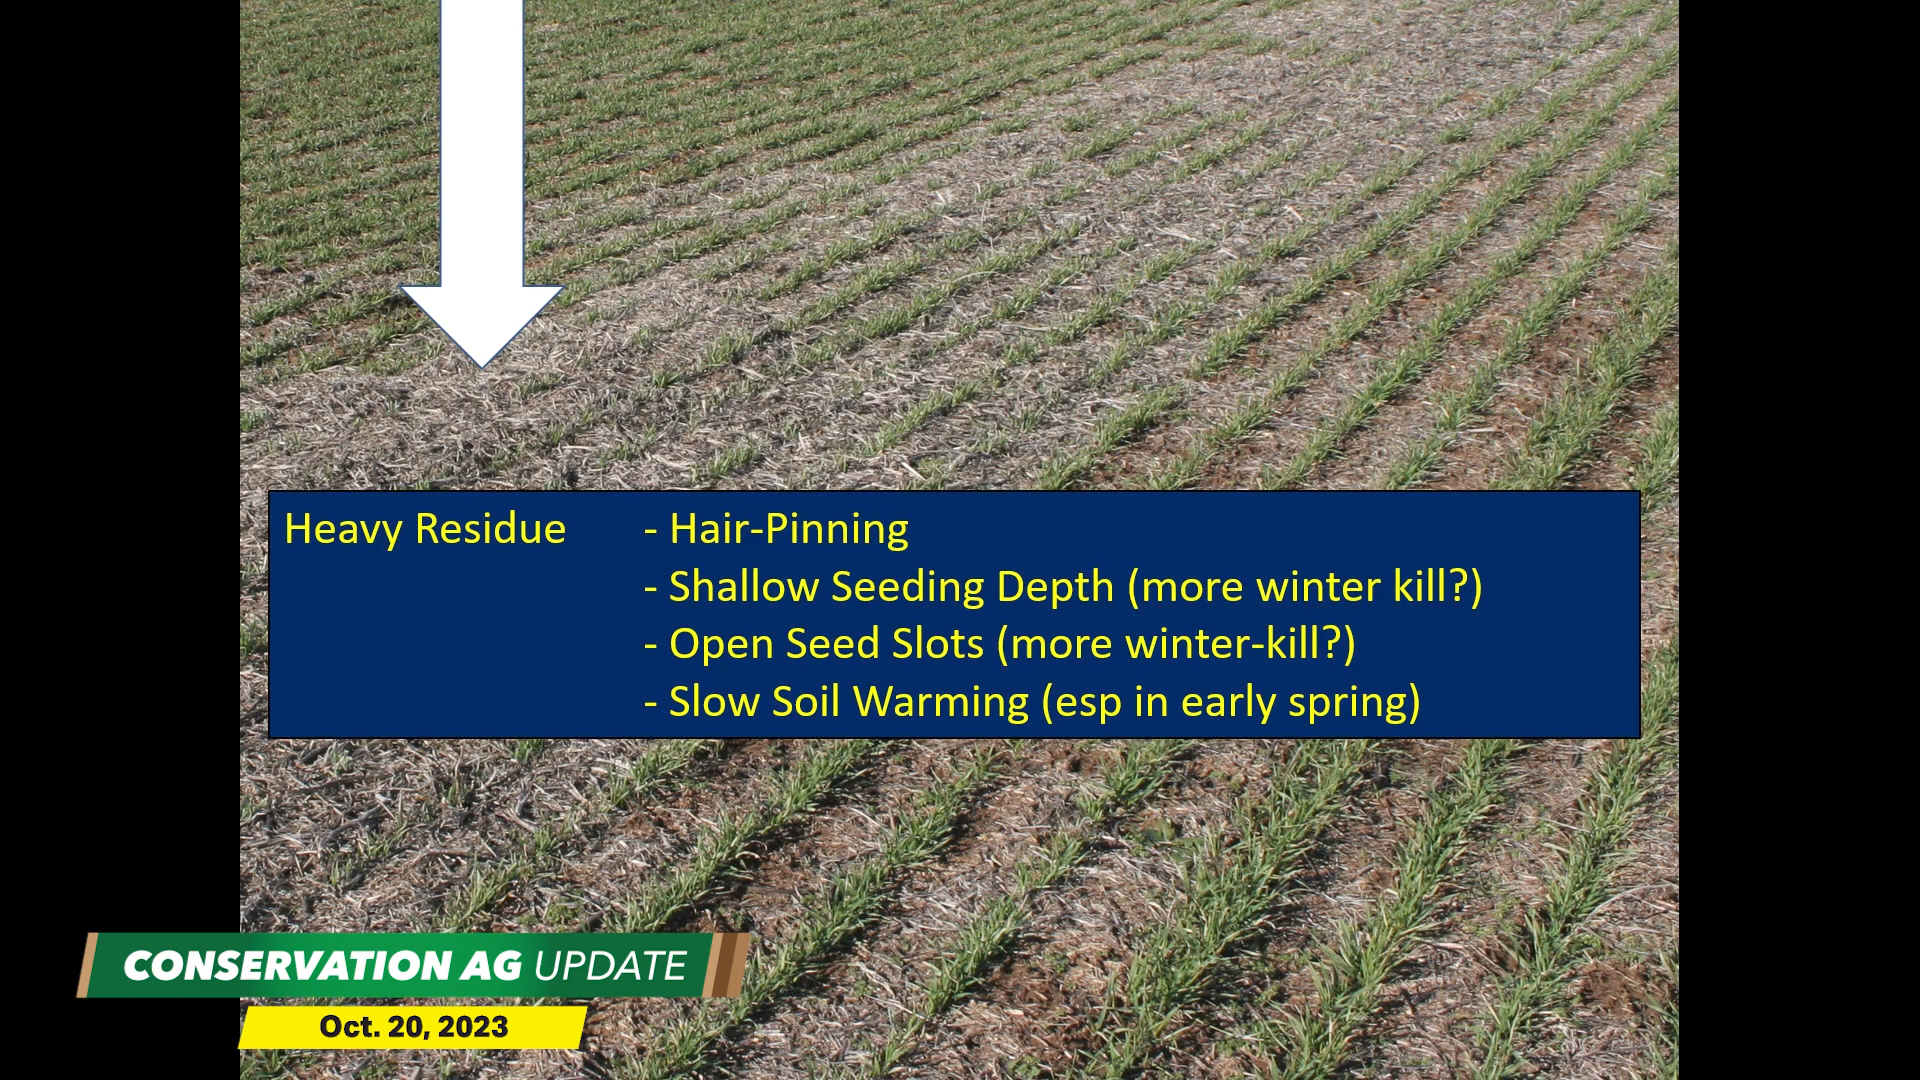 Heavy Residue - Hair-Pinning
- Shallow Seeding Depth (more winter kill?)
- Open Seed Slots (more winter-kill?)
- Slow Soil Warming (esp in early spring)
CONSERVATION AG UPDATE
Oct. 20, 2023